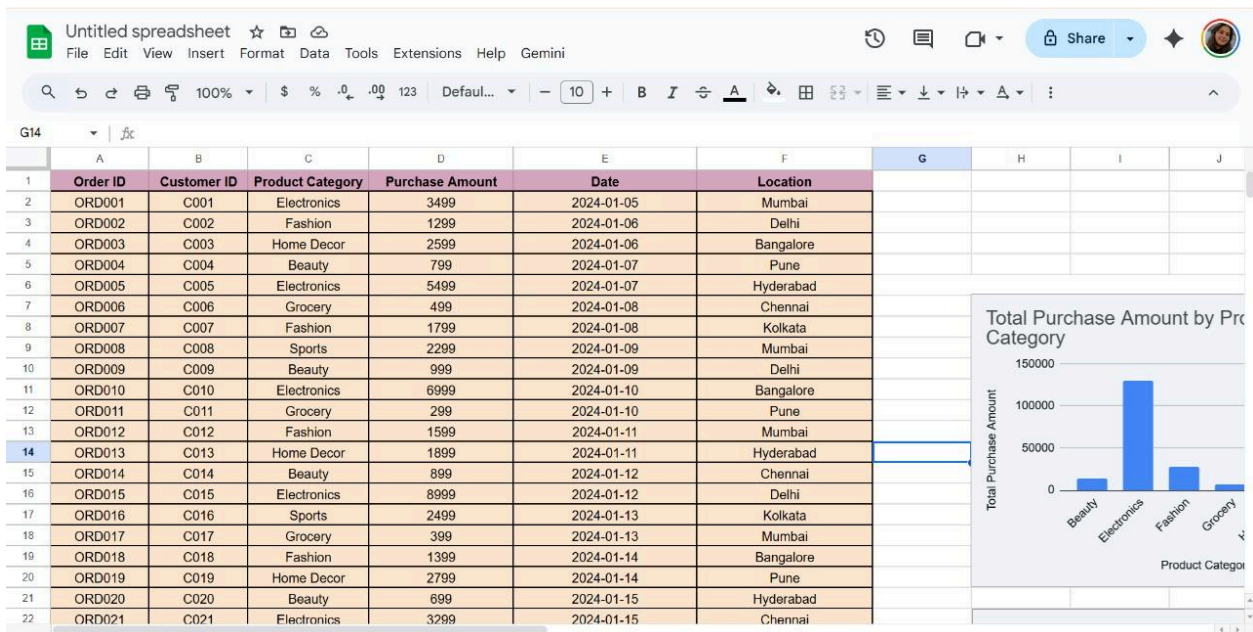 Untitled spreadsheet
File Edit View Insert Format Data Tools Extensions Help Gemini
Share
100% $ % .0 .00 123 Defaul... − 10 + B I A A
G14 fx
A B C D E F G H I J
1 Order ID Customer ID Product Category Purchase Amount Date Location
2 ORD001 C001 Electronics 3499 2024-01-05 Mumbai
3 ORD002 C002 Fashion 1299 2024-01-06 Delhi
4 ORD003 C003 Home Decor 2599 2024-01-06 Bangalore
5 ORD004 C004 Beauty 799 2024-01-07 Pune
6 ORD005 C005 Electronics 5499 2024-01-07 Hyderabad
7 ORD006 C006 Grocery 499 2024-01-08 Chennai
8 ORD007 C007 Fashion 1799 2024-01-08 Kolkata
9 ORD008 C008 Sports 2299 2024-01-09 Mumbai
10 ORD009 C009 Beauty 999 2024-01-09 Delhi
11 ORD010 C010 Electronics 6999 2024-01-10 Bangalore
12 ORD011 C011 Grocery 299 2024-01-10 Pune
13 ORD012 C012 Fashion 1599 2024-01-11 Mumbai
14 ORD013 C013 Home Decor 1899 2024-01-11 Hyderabad
15 ORD014 C014 Beauty 899 2024-01-12 Chennai
16 ORD015 C015 Electronics 8999 2024-01-12 Delhi
17 ORD016 C016 Sports 2499 2024-01-13 Kolkata
18 ORD017 C017 Grocery 399 2024-01-13 Mumbai
19 ORD018 C018 Fashion 1399 2024-01-14 Bangalore
20 ORD019 C019 Home Decor 2799 2024-01-14 Pune
21 ORD020 C020 Beauty 699 2024-01-15 Hyderabad
22 ORD021 C021 Electronics 3299 2024-01-15 Chennai
Total Purchase Amount by Pro
Category
150000
100000
50000
0
Total Purchase Amount
Beauty
Electronics
Fashion
Grocery
Product Categor